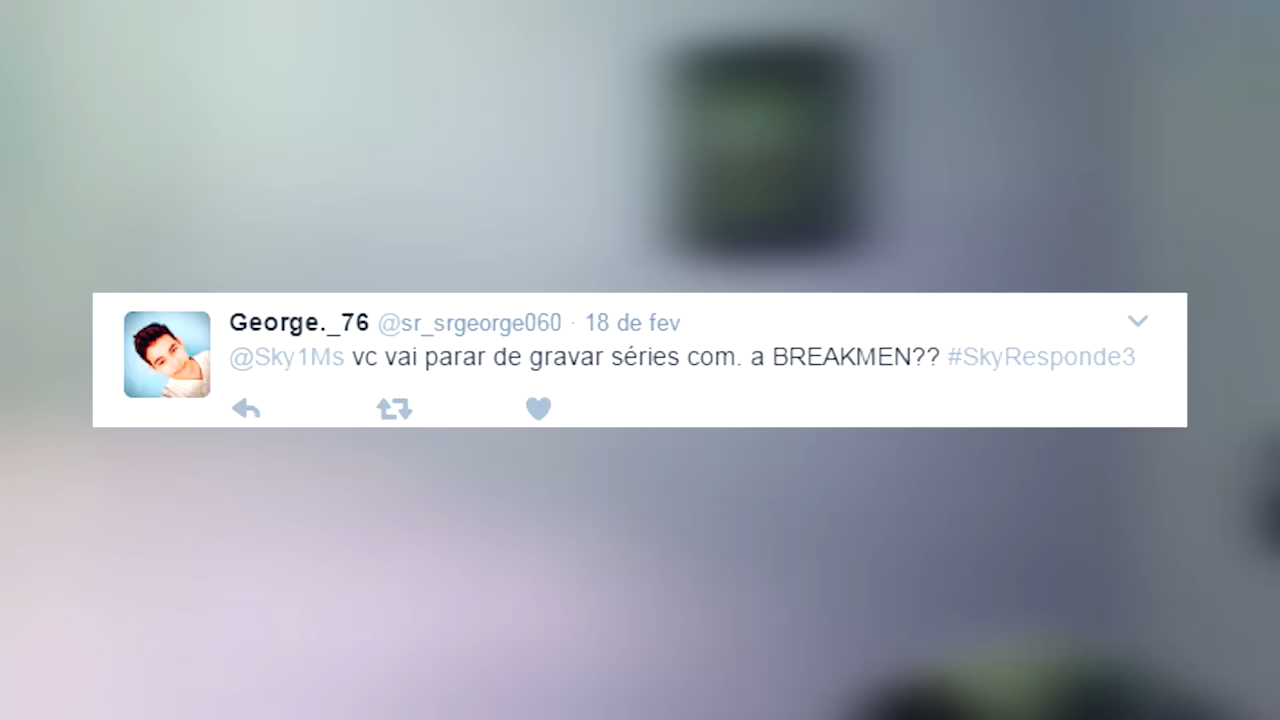 George._76 @sr_srgeorge060 · 18 de fev
@Sky1Ms vc vai parar de gravar séries com. a BREAKMEN?? #SkyResponde3